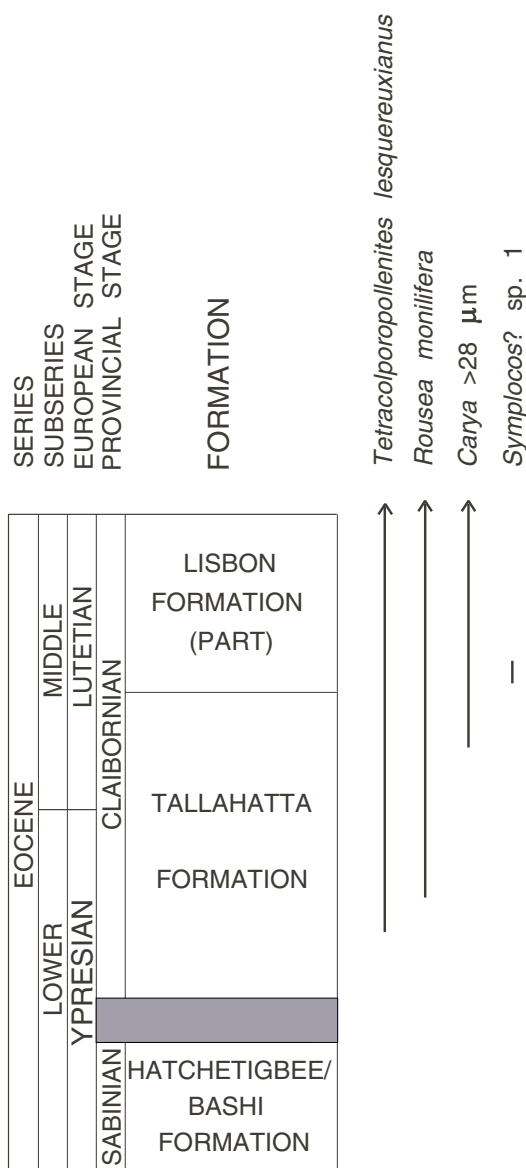 SERIES
SUBSERIES
EUROPEAN STAGE
PROVINCIAL STAGE
FORMATION
Tetracolporopollenites lesquereuxianus
Rousea monilifera
Carya >28 μm
Symplocos? sp. 1
EOCENE
MIDDLE
LOWER
LUTETIAN
YPRESIAN
CLAIBORNIAN
SABINIAN
LISBON
FORMATION
(PART)
TALLAHATTA
FORMATION
HATCHETIGBEE/
BASHI
FORMATION